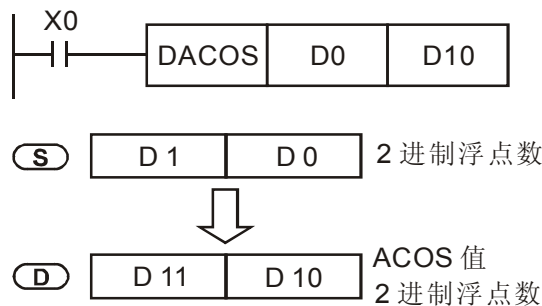 X0
DACOS D0 D10
S D 1 D 0 2 进制浮点数
ACOS 值
D D 11 D 10
2 进制浮点数